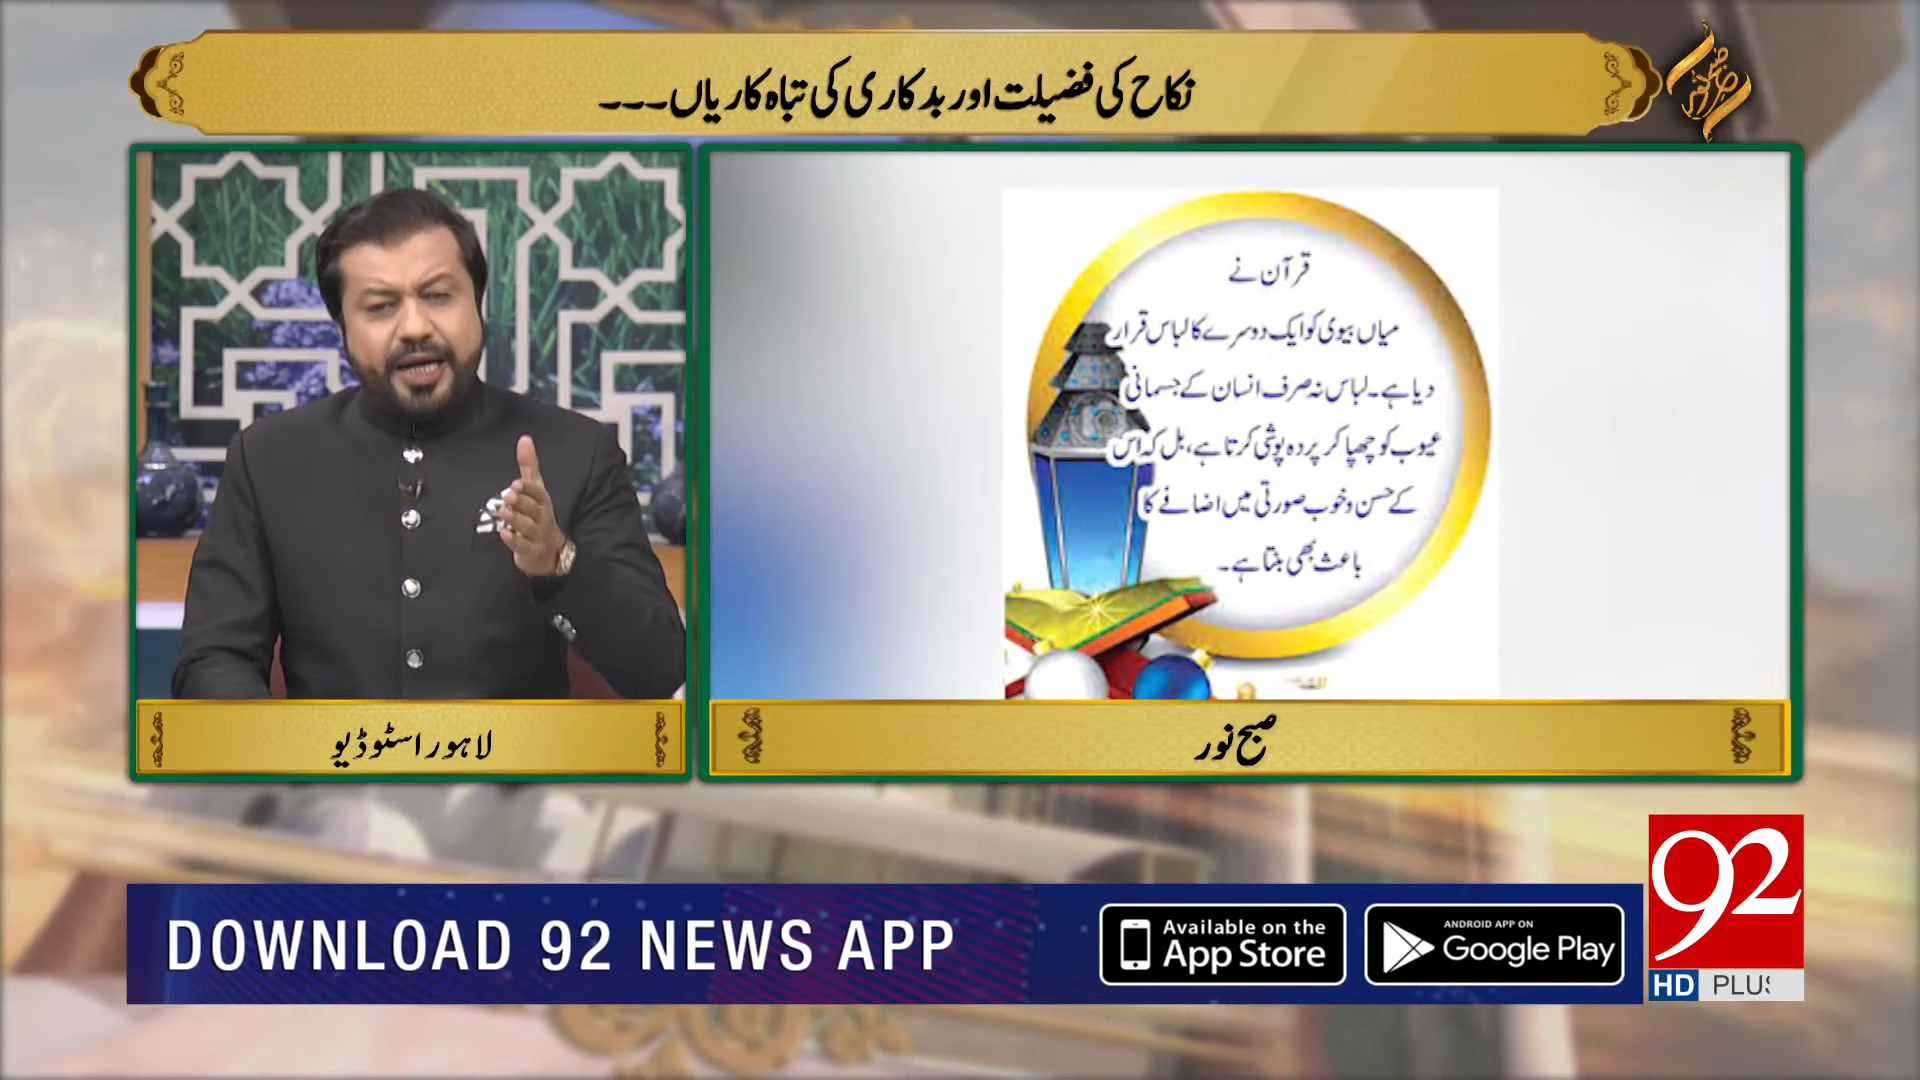 نکاح کی فضیلت اور بدکاری کی تباہ کاریاں۔۔۔
صبح نور
قرآن نے
میاں بیوی کو ایک دوسرے کا لباس قرار
دیا ہے۔ لباس نہ صرف انسان کے جسمانی
عیوب کو چھپا کر پردہ پوشی کرتا ہے، بل کہ اس
کے حسن و خوب صورتی میں اضافے کا
باعث بھی بنتا ہے۔
لاہور اسٹوڈیو
صبح نور
DOWNLOAD 92 NEWS APP
Available on the
App Store
ANDROID APP ON
Google Play
92
HD PLUS